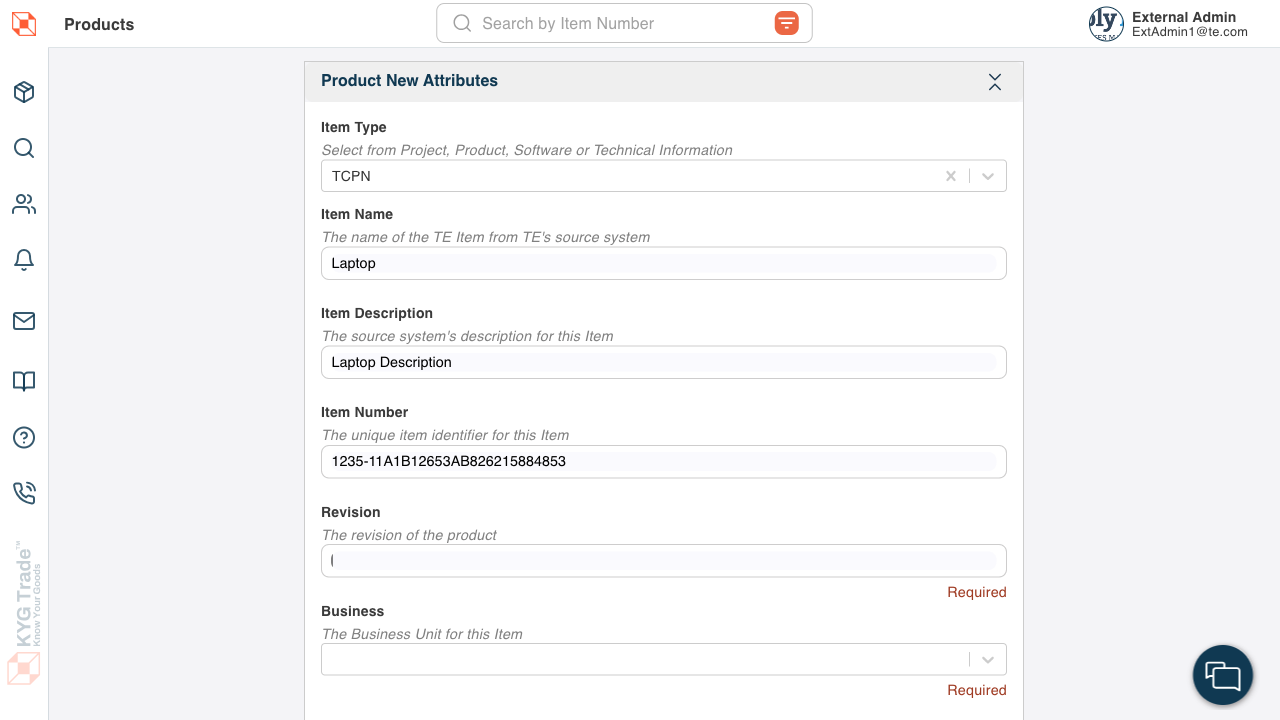 Products
Search by Item Number
ly
ES M
External Admin
ExtAdmin1@te.com
Product New Attributes
Item Type
Select from Project, Product, Software or Technical Information
TCPN
Item Name
The name of the TE Item from TE's source system
Laptop
Item Description
The source system's description for this Item
Laptop Description
Item Number
The unique item identifier for this Item
1235-11A1B12653AB826215884853
Revision
The revision of the product
Required
Business
The Business Unit for this Item
Required
KYG Trade™
Know Your Goods